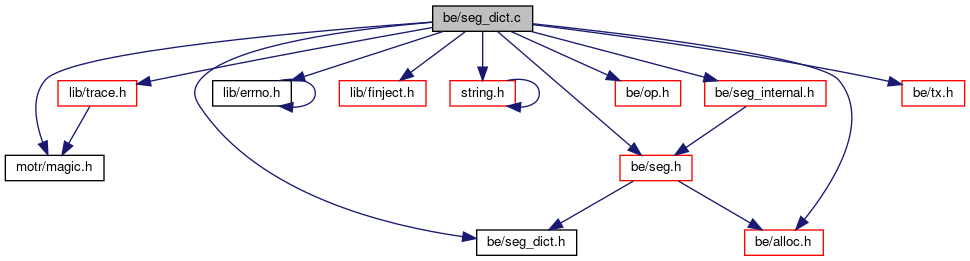 be/seg_dict.c
lib/trace.h
lib/errno.h
lib/finject.h
string.h
be/op.h
be/seg_internal.h
be/tx.h
motr/magic.h
be/seg.h
be/seg_dict.h
be/alloc.h